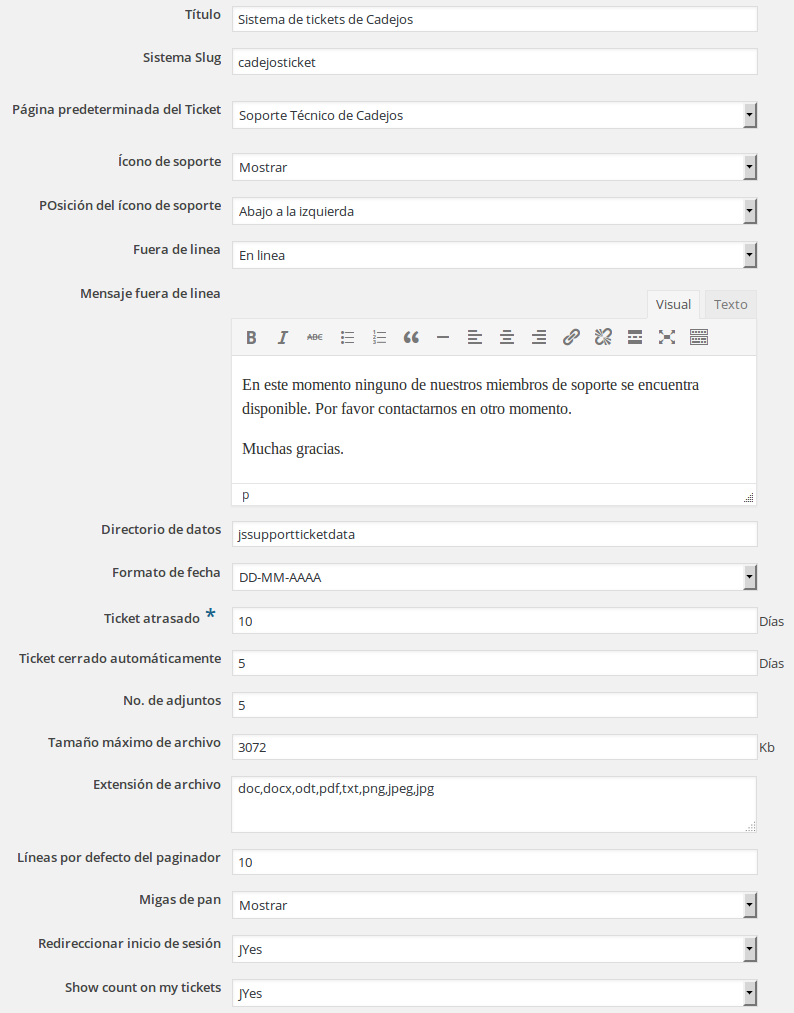 Título
Sistema de tickets de Cadejos
Sistema Slug
cadejosticket
Página predeterminada del Ticket
Soporte Técnico de Cadejos
Ícono de soporte
Mostrar
POsición del ícono de soporte
Abajo a la izquierda
Fuera de linea
En linea
Mensaje fuera de linea
Visual Texto
B I ABC
En este momento ninguno de nuestros miembros de soporte se encuentra
disponible. Por favor contactarnos en otro momento.
Muchas gracias.
p
Directorio de datos
jssupportticketdata
Formato de fecha
DD-MM-AAAA
Ticket atrasado *
10 Días
Ticket cerrado automáticamente
5 Días
No. de adjuntos
5
Tamaño máximo de archivo
3072 Kb
Extensión de archivo
doc,docx,odt,pdf,txt,png,jpeg,jpg
Líneas por defecto del paginador
10
Migas de pan
Mostrar
Redireccionar inicio de sesión
JYes
Show count on my tickets
JYes